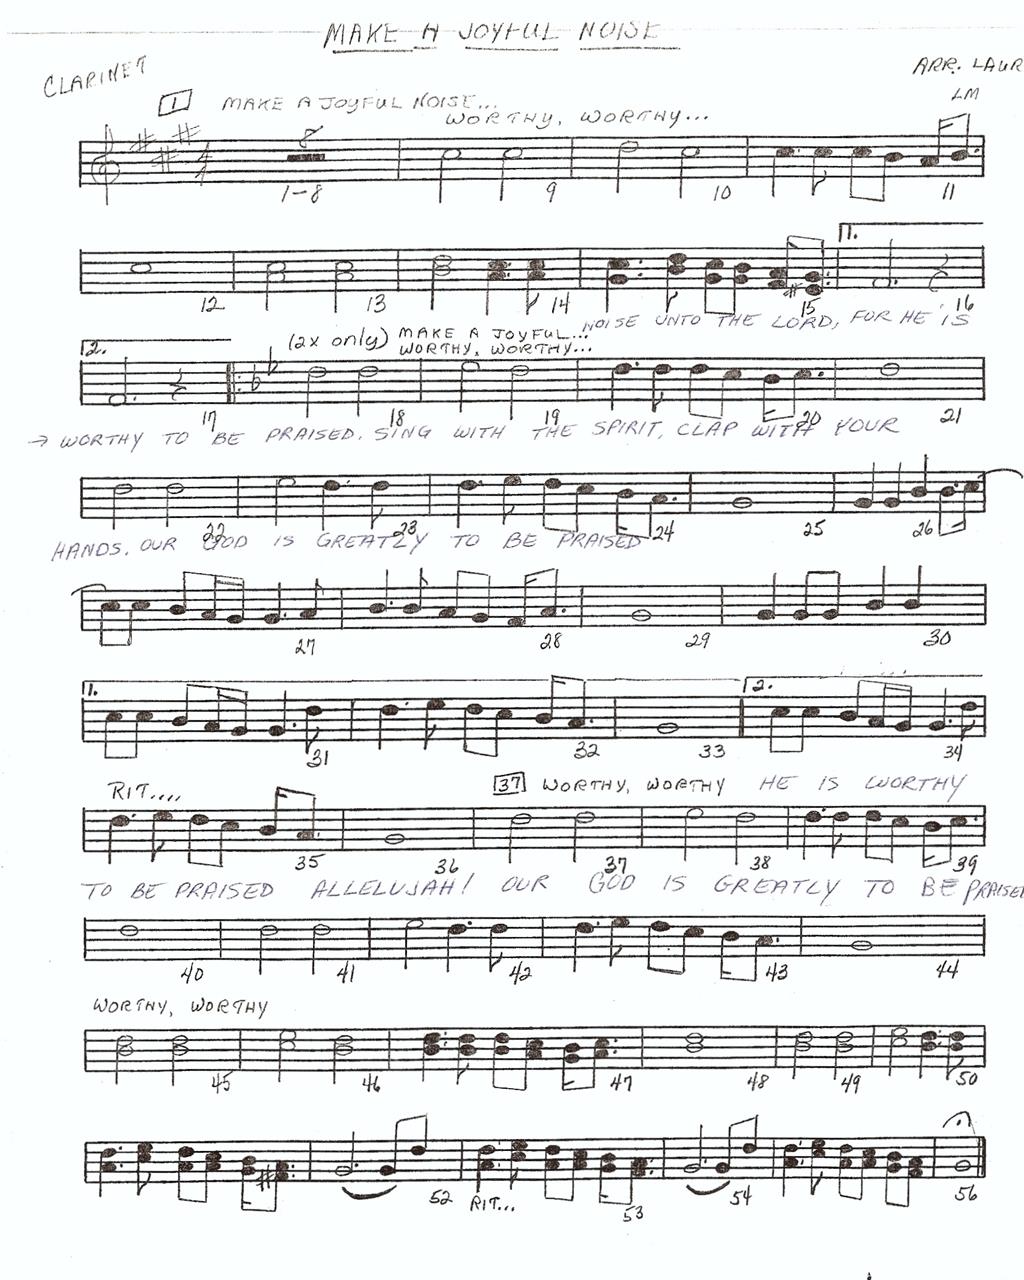 MAKE A JOYFUL NOISE
CLARINET
ARR. LAUR
LM
1 MAKE A JOYFUL NOISE...
WORTHY, WORTHY...
8
4
4
1-8 9 10 11
1.
12 13 14 15 16
NOISE UNTO THE LORD, FOR HE IS
2. (2x only) MAKE A JOYFUL...
WORTHY, WORTHY...
17 18 19 20 21
→ WORTHY TO BE PRAISED. SING WITH THE SPIRIT, CLAP WITH YOUR
22 23 24 25 26
HANDS. OUR GOD IS GREATLY TO BE PRAISED
27 28 29 30
1. 2.
31 32 33 34
RIT.... 37 WORTHY, WORTHY HE IS WORTHY
35 36 37 38 39
TO BE PRAISED ALLELUJAH! OUR GOD IS GREATLY TO BE PRAISED
40 41 42 43 44
WORTHY, WORTHY
45 46 47 48 49 50
52 RIT... 53 54 56